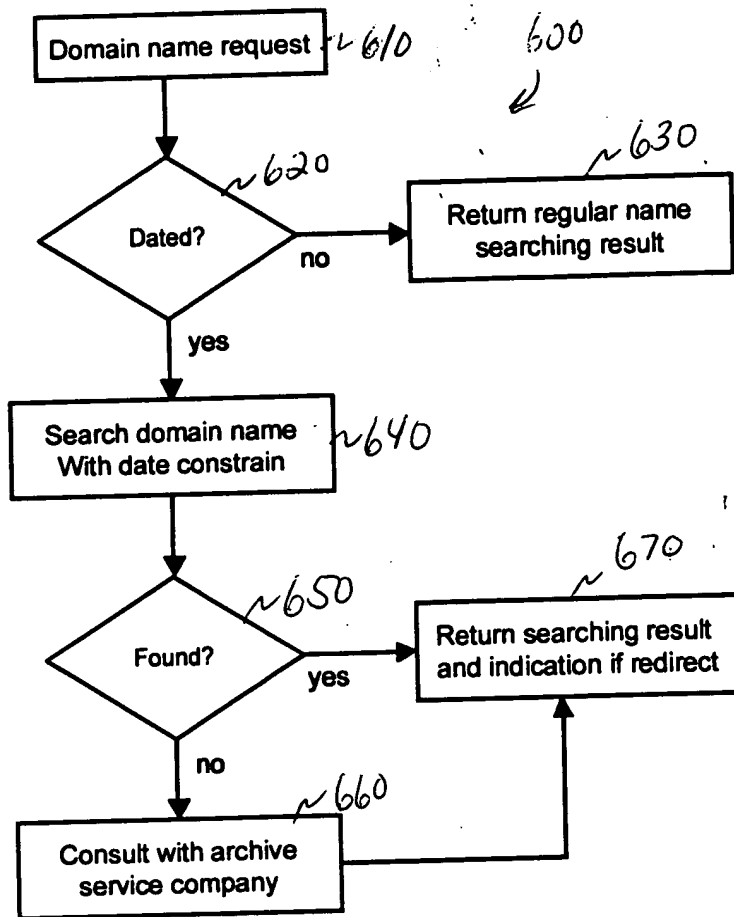 Domain name request ~610
600
~620
~630
Dated?
no
Return regular name
searching result
yes
Search domain name
With date constrain
~640
~650
~670
Found?
yes
Return searching result
and indication if redirect
no
~660
Consult with archive
service company